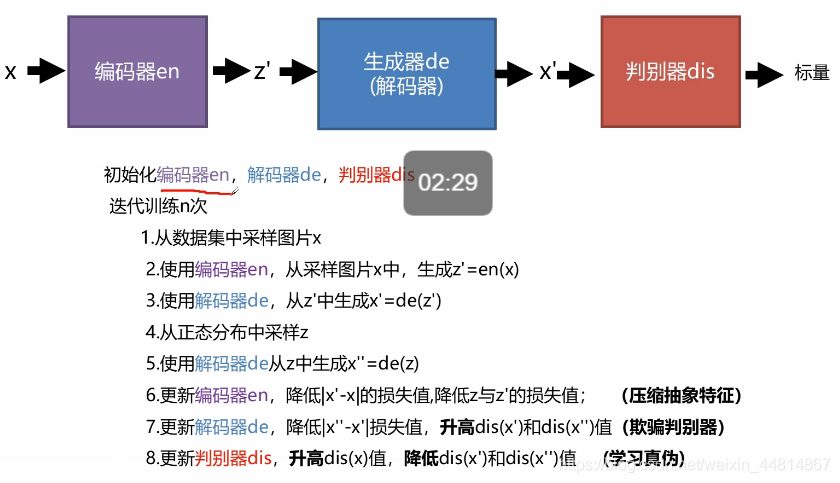 x 编码器en z' 生成器de x' 判别器dis 标量
(解码器)
初始化编码器en，解码器de，判别器dis
02:29
迭代训练n次
1.从数据集中采样图片x
2.使用编码器en，从采样图片x中，生成z'=en(x)
3.使用解码器de，从z'中生成x'=de(z')
4.从正态分布中采样z
5.使用解码器de从z中生成x''=de(z)
6.更新编码器en，降低|x'-x|的损失值,降低z与z'的损失值； （压缩抽象特征）
7.更新解码器de，降低|x''-x'|损失值，升高dis(x')和dis(x'')值（欺骗判别器）
8.更新判别器dis，升高dis(x)值，降低dis(x')和dis(x'')值 （学习真伪）
https://blog.csdn.net/weixin_44814867